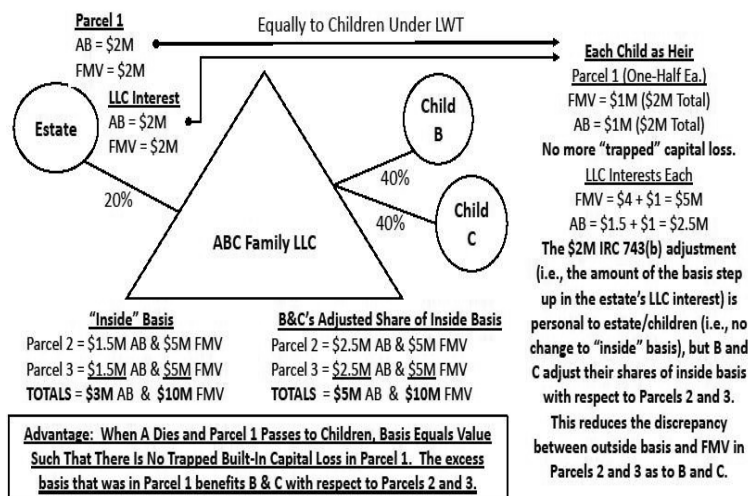 Parcel 1
AB = $2M
FMV = $2M
Equally to Children Under LWT
LLC Interest
AB = $2M
FMV = $2M
Estate
20%
ABC Family LLC
Child
B
40%
Child
C
40%
Each Child as Heir
Parcel 1 (One-Half Ea.)
FMV = $1M ($2M Total)
AB = $1M ($2M Total)
No more “trapped” capital loss.
LLC Interests Each
FMV = $4 + $1 = $5M
AB = $1.5 + $1 = $2.5M
The $2M IRC 743(b) adjustment
(i.e., the amount of the basis step
up in the estate’s LLC interest) is
personal to estate/children (i.e., no
change to “inside” basis), but B and
C adjust their shares of inside basis
with respect to Parcels 2 and 3.
This reduces the discrepancy
between outside basis and FMV in
Parcels 2 and 3 as to B and C.
“Inside” Basis
Parcel 2 = $1.5M AB & $5M FMV
Parcel 3 = $1.5M AB & $5M FMV
TOTALS = $3M AB & $10M FMV
B&C’s Adjusted Share of Inside Basis
Parcel 2 = $2.5M AB & $5M FMV
Parcel 3 = $2.5M AB & $5M FMV
TOTALS = $5M AB & $10M FMV
Advantage: When A Dies and Parcel 1 Passes to Children, Basis Equals Value
Such That There Is No Trapped Built-In Capital Loss in Parcel 1. The excess
basis that was in Parcel 1 benefits B & C with respect to Parcels 2 and 3.